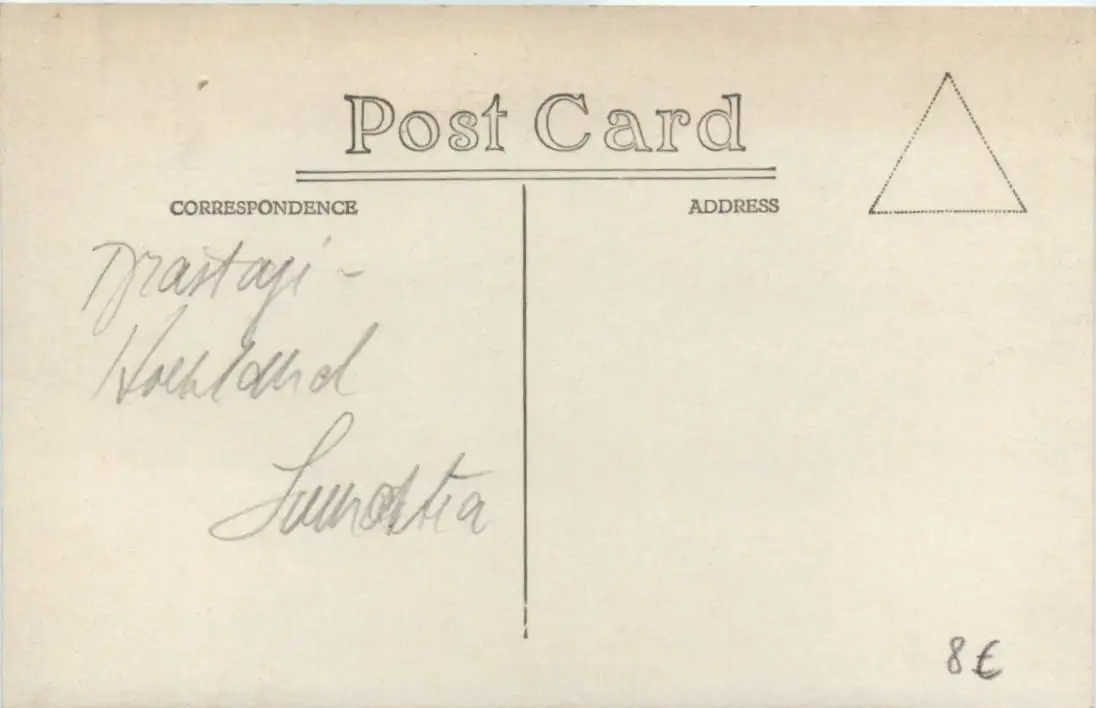 Post Card
CORRESPONDENCE
ADDRESS
Brastagi -
Hochland
Sumatra
8 €